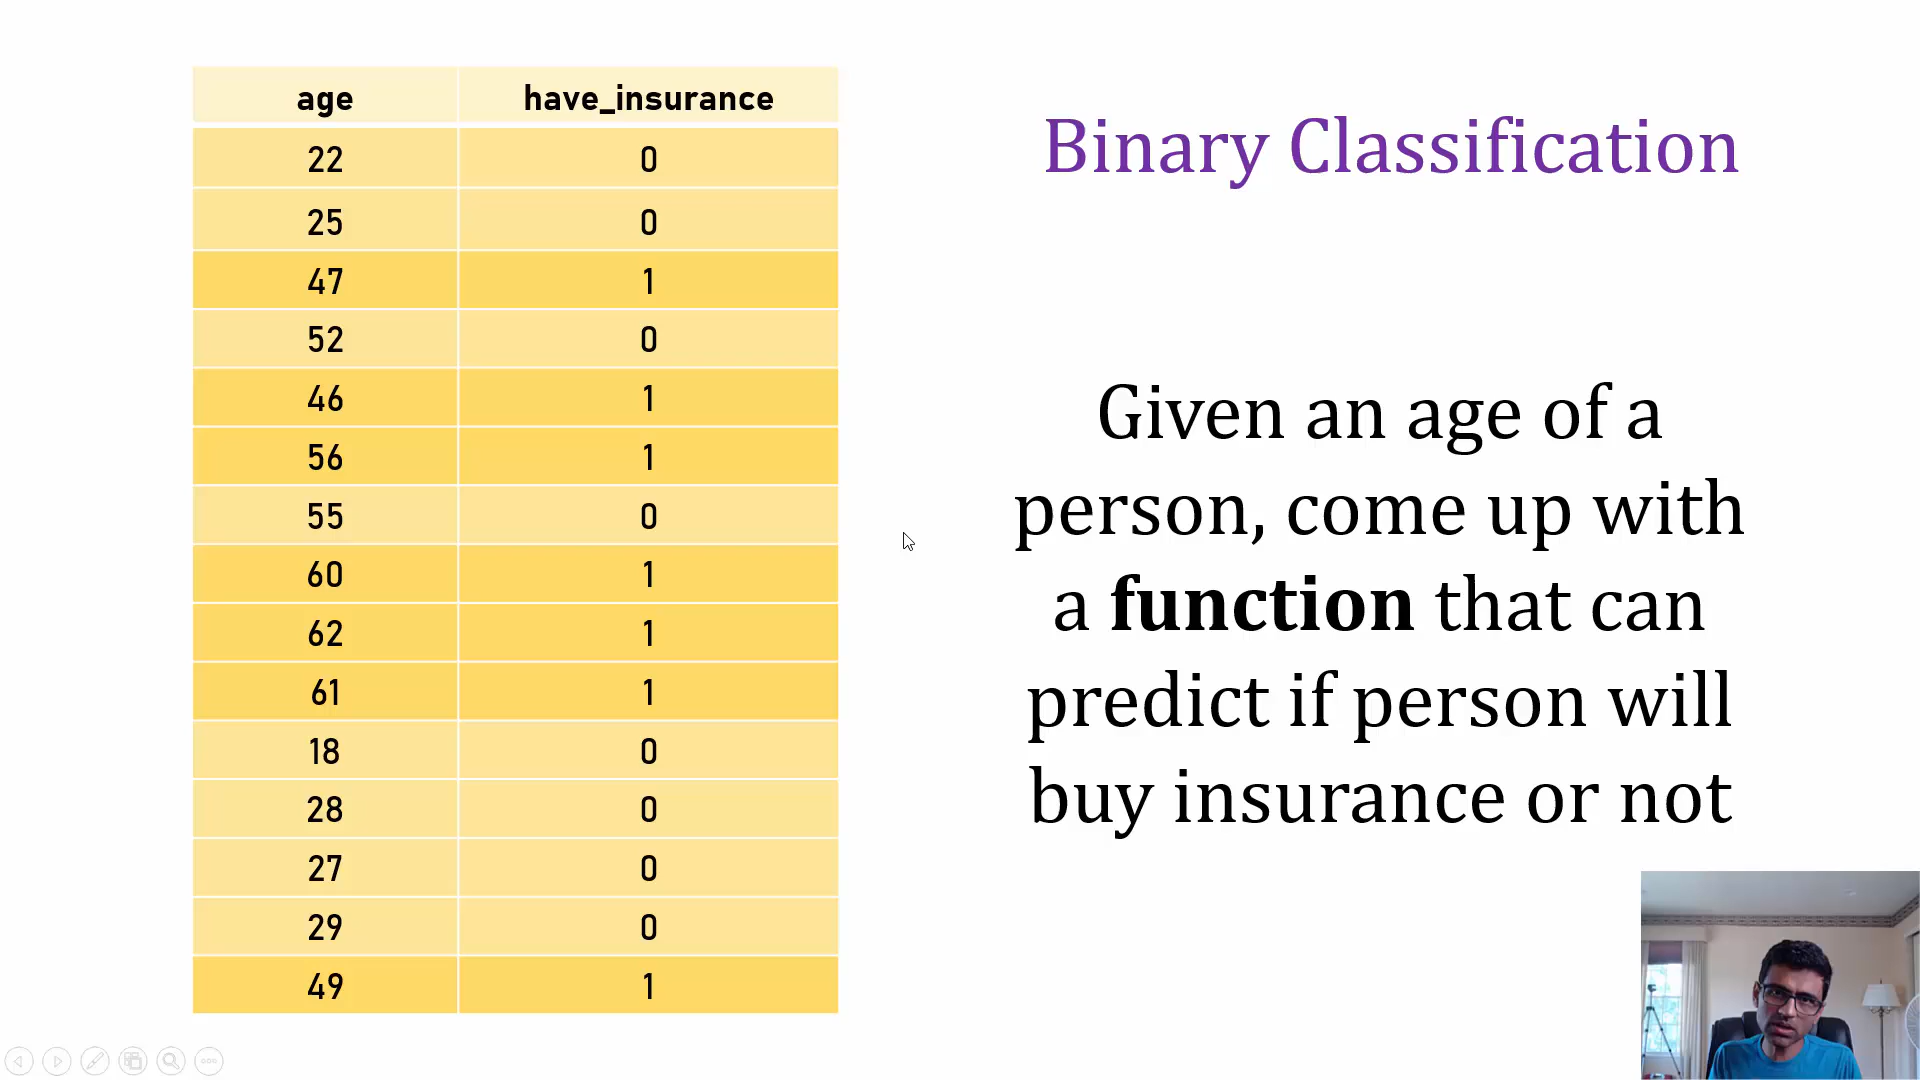 age have_insurance
22 0
25 0
47 1
52 0
46 1
56 1
55 0
60 1
62 1
61 1
18 0
28 0
27 0
29 0
49 1
Binary Classification
Given an age of a
person, come up with
a function that can
predict if person will
buy insurance or not